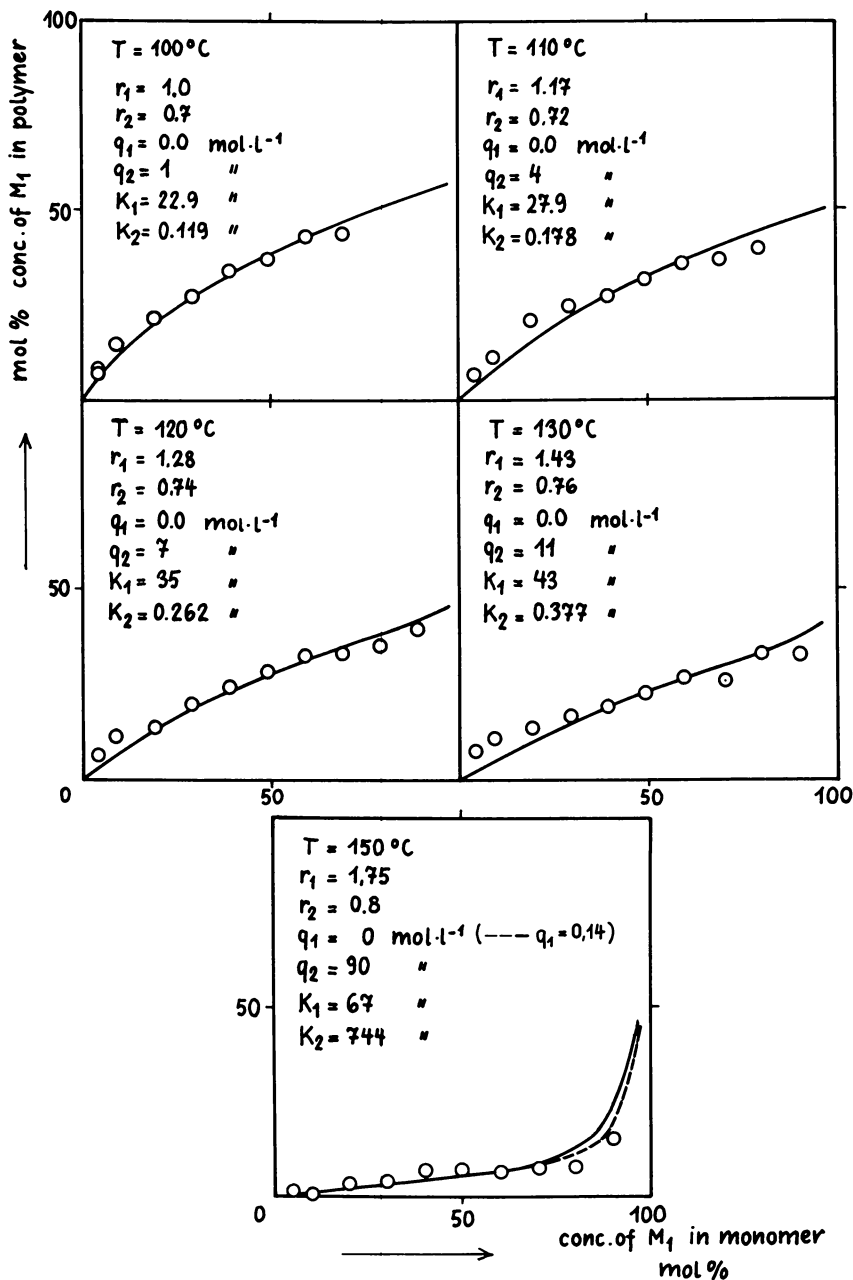 100
mol % conc. of M1 in polymer
T = 100°C
r1 = 1.0
r2 = 0.7
q1 = 0.0 mol·l-1
q2 = 1 "
K1 = 22.9 "
K2 = 0.119 "
50
T = 110°C
r1 = 1.17
r2 = 0.72
q1 = 0.0 mol·l-1
q2 = 4 "
K1 = 27.9 "
K2 = 0.178 "
T = 120°C
r1 = 1.28
r2 = 0.74
q1 = 0.0 mol·l-1
q2 = 7 "
K1 = 35 "
K2 = 0.262 "
50
T = 130°C
r1 = 1.43
r2 = 0.76
q1 = 0.0 mol·l-1
q2 = 11 "
K1 = 43 "
K2 = 0.377 "
0
50
50
100
T = 150°C
r1 = 1,75
r2 = 0.8
q1 = 0 mol·l-1 (--- q1 = 0,14)
q2 = 90 "
K1 = 67 "
K2 = 744 "
50
0
50
100
conc. of M1 in monomer
mol %